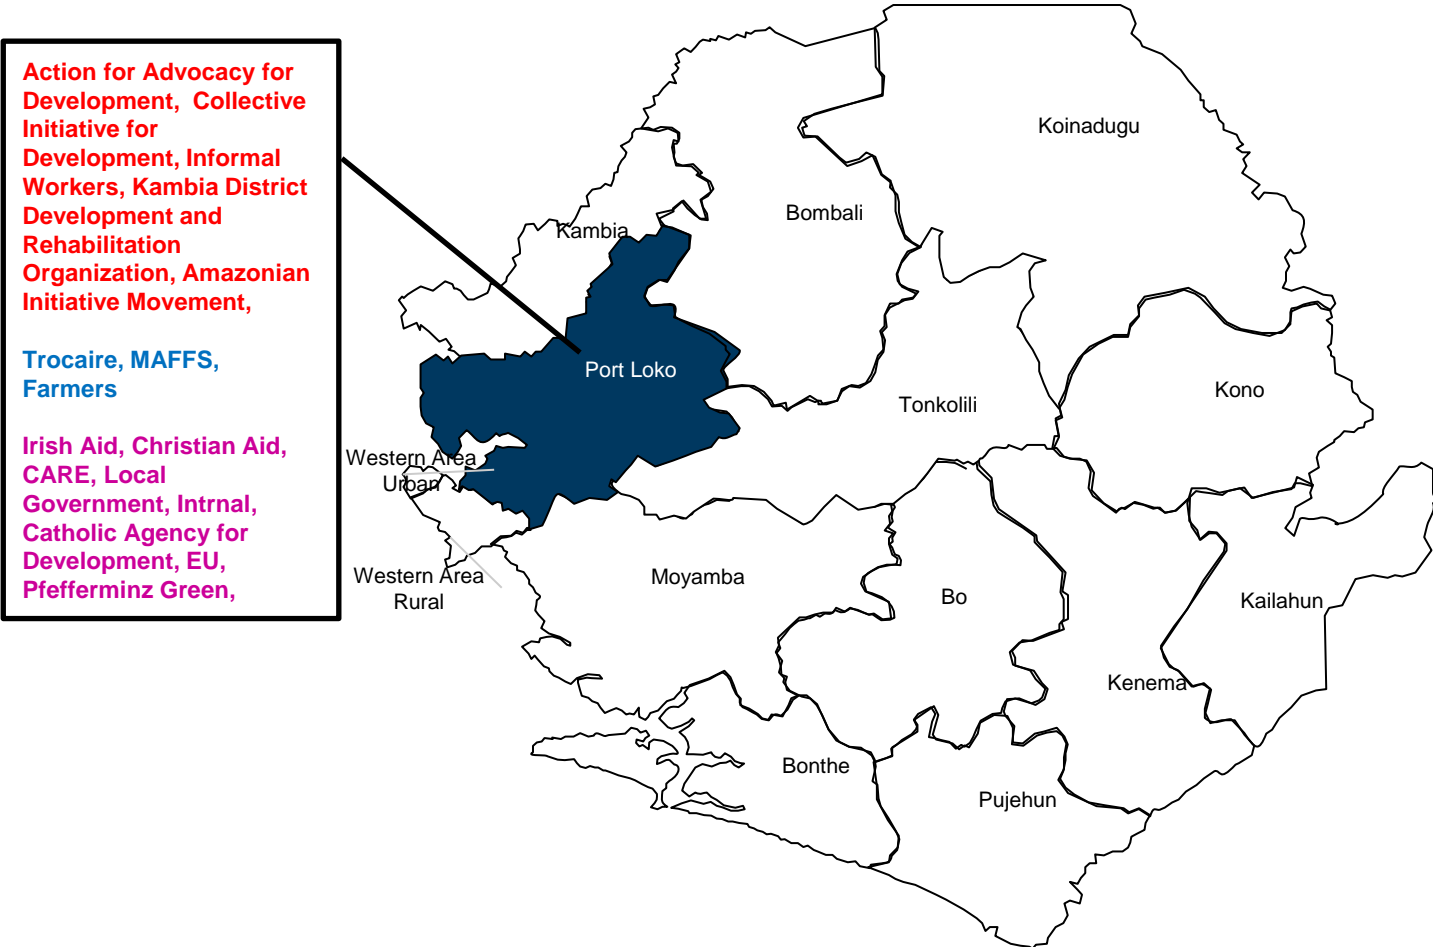 Action for Advocacy for
Development,  Collective
Initiative for
Development, Informal
Workers, Kambia District
Development and
Rehabilitation
Organization, Amazonian
Initiative Movement,
Trocaire, MAFFS,
Farmers
Irish Aid, Christian Aid,
CARE, Local
Government, Intrnal,
Catholic Agency for
Development, EU,
Pfefferminz Green,
Koinadugu
Bombali
Kambia
Port Loko
Kono
Tonkolili
Western Area
Urban
Western Area
Rural
Moyamba
Bo
Kailahun
Kenema
Bonthe
Pujehun